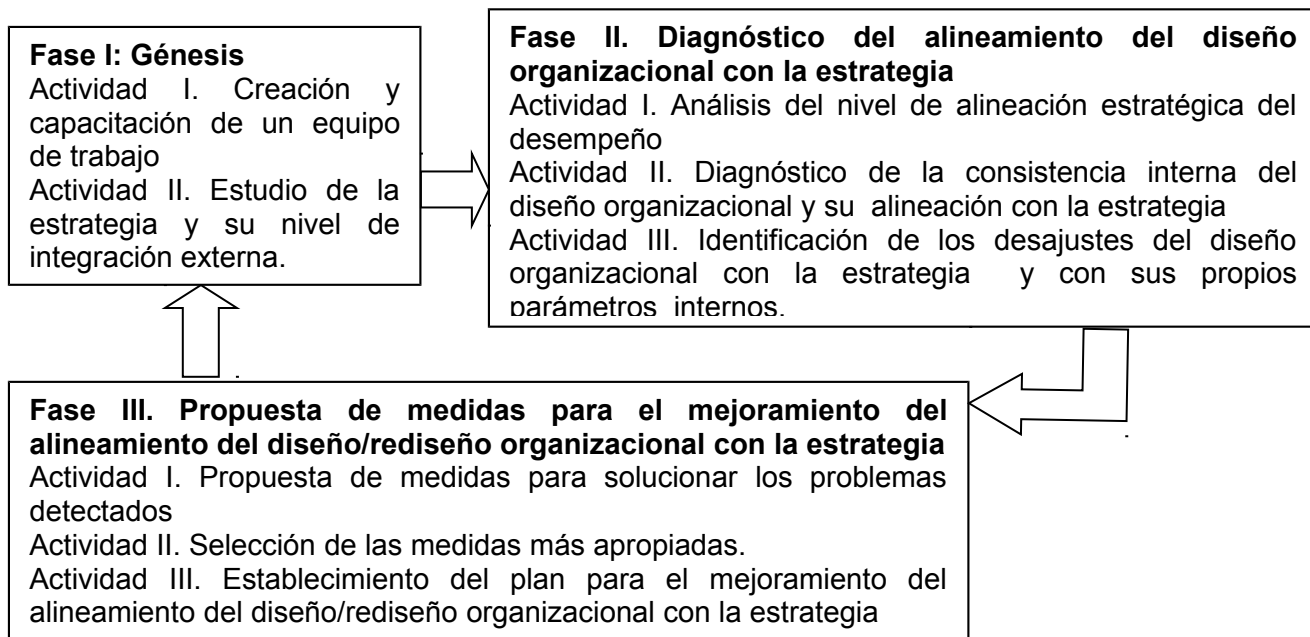 Fase I: Génesis
Actividad I. Creación y
capacitación de un equipo
de trabajo
Actividad II. Estudio de la
estrategia y su nivel de
integración externa.
Fase II. Diagnóstico del alineamiento del diseño
organizacional con la estrategia
Actividad I. Análisis del nivel de alineación estratégica del
desempeño
Actividad II. Diagnóstico de la consistencia interna del
diseño organizacional y su alineación con la estrategia
Actividad III. Identificación de los desajustes del diseño
organizacional con la estrategia y con sus propios
parámetros internos.
Fase III. Propuesta de medidas para el mejoramiento del
alineamiento del diseño/rediseño organizacional con la estrategia
Actividad I. Propuesta de medidas para solucionar los problemas
detectados
Actividad II. Selección de las medidas más apropiadas.
Actividad III. Establecimiento del plan para el mejoramiento del
alineamiento del diseño/rediseño organizacional con la estrategia